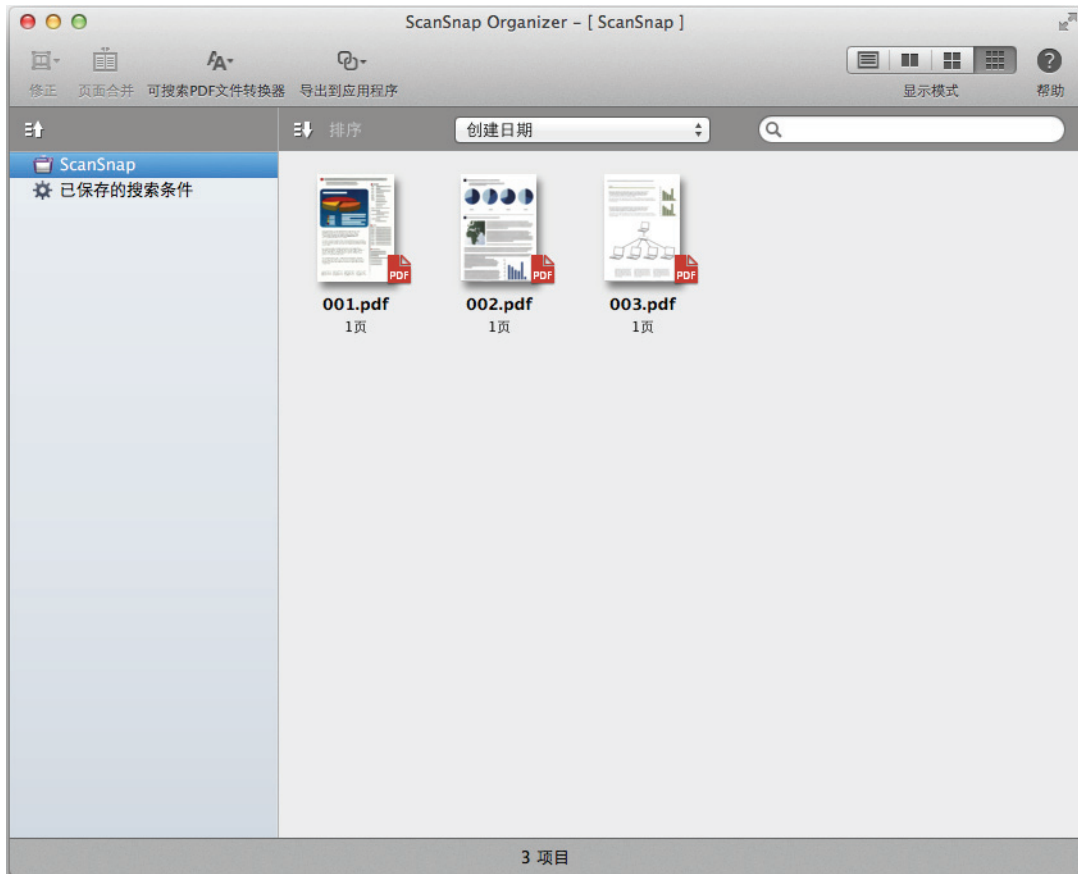 ScanSnap Organizer – [ ScanSnap ]
修正 页面合并 可搜索PDF文件转换器 导出到应用程序 显示模式 帮助
排序 创建日期
ScanSnap
已保存的搜索条件
PDF PDF PDF
001.pdf 002.pdf 003.pdf
1页 1页 1页
3 项目